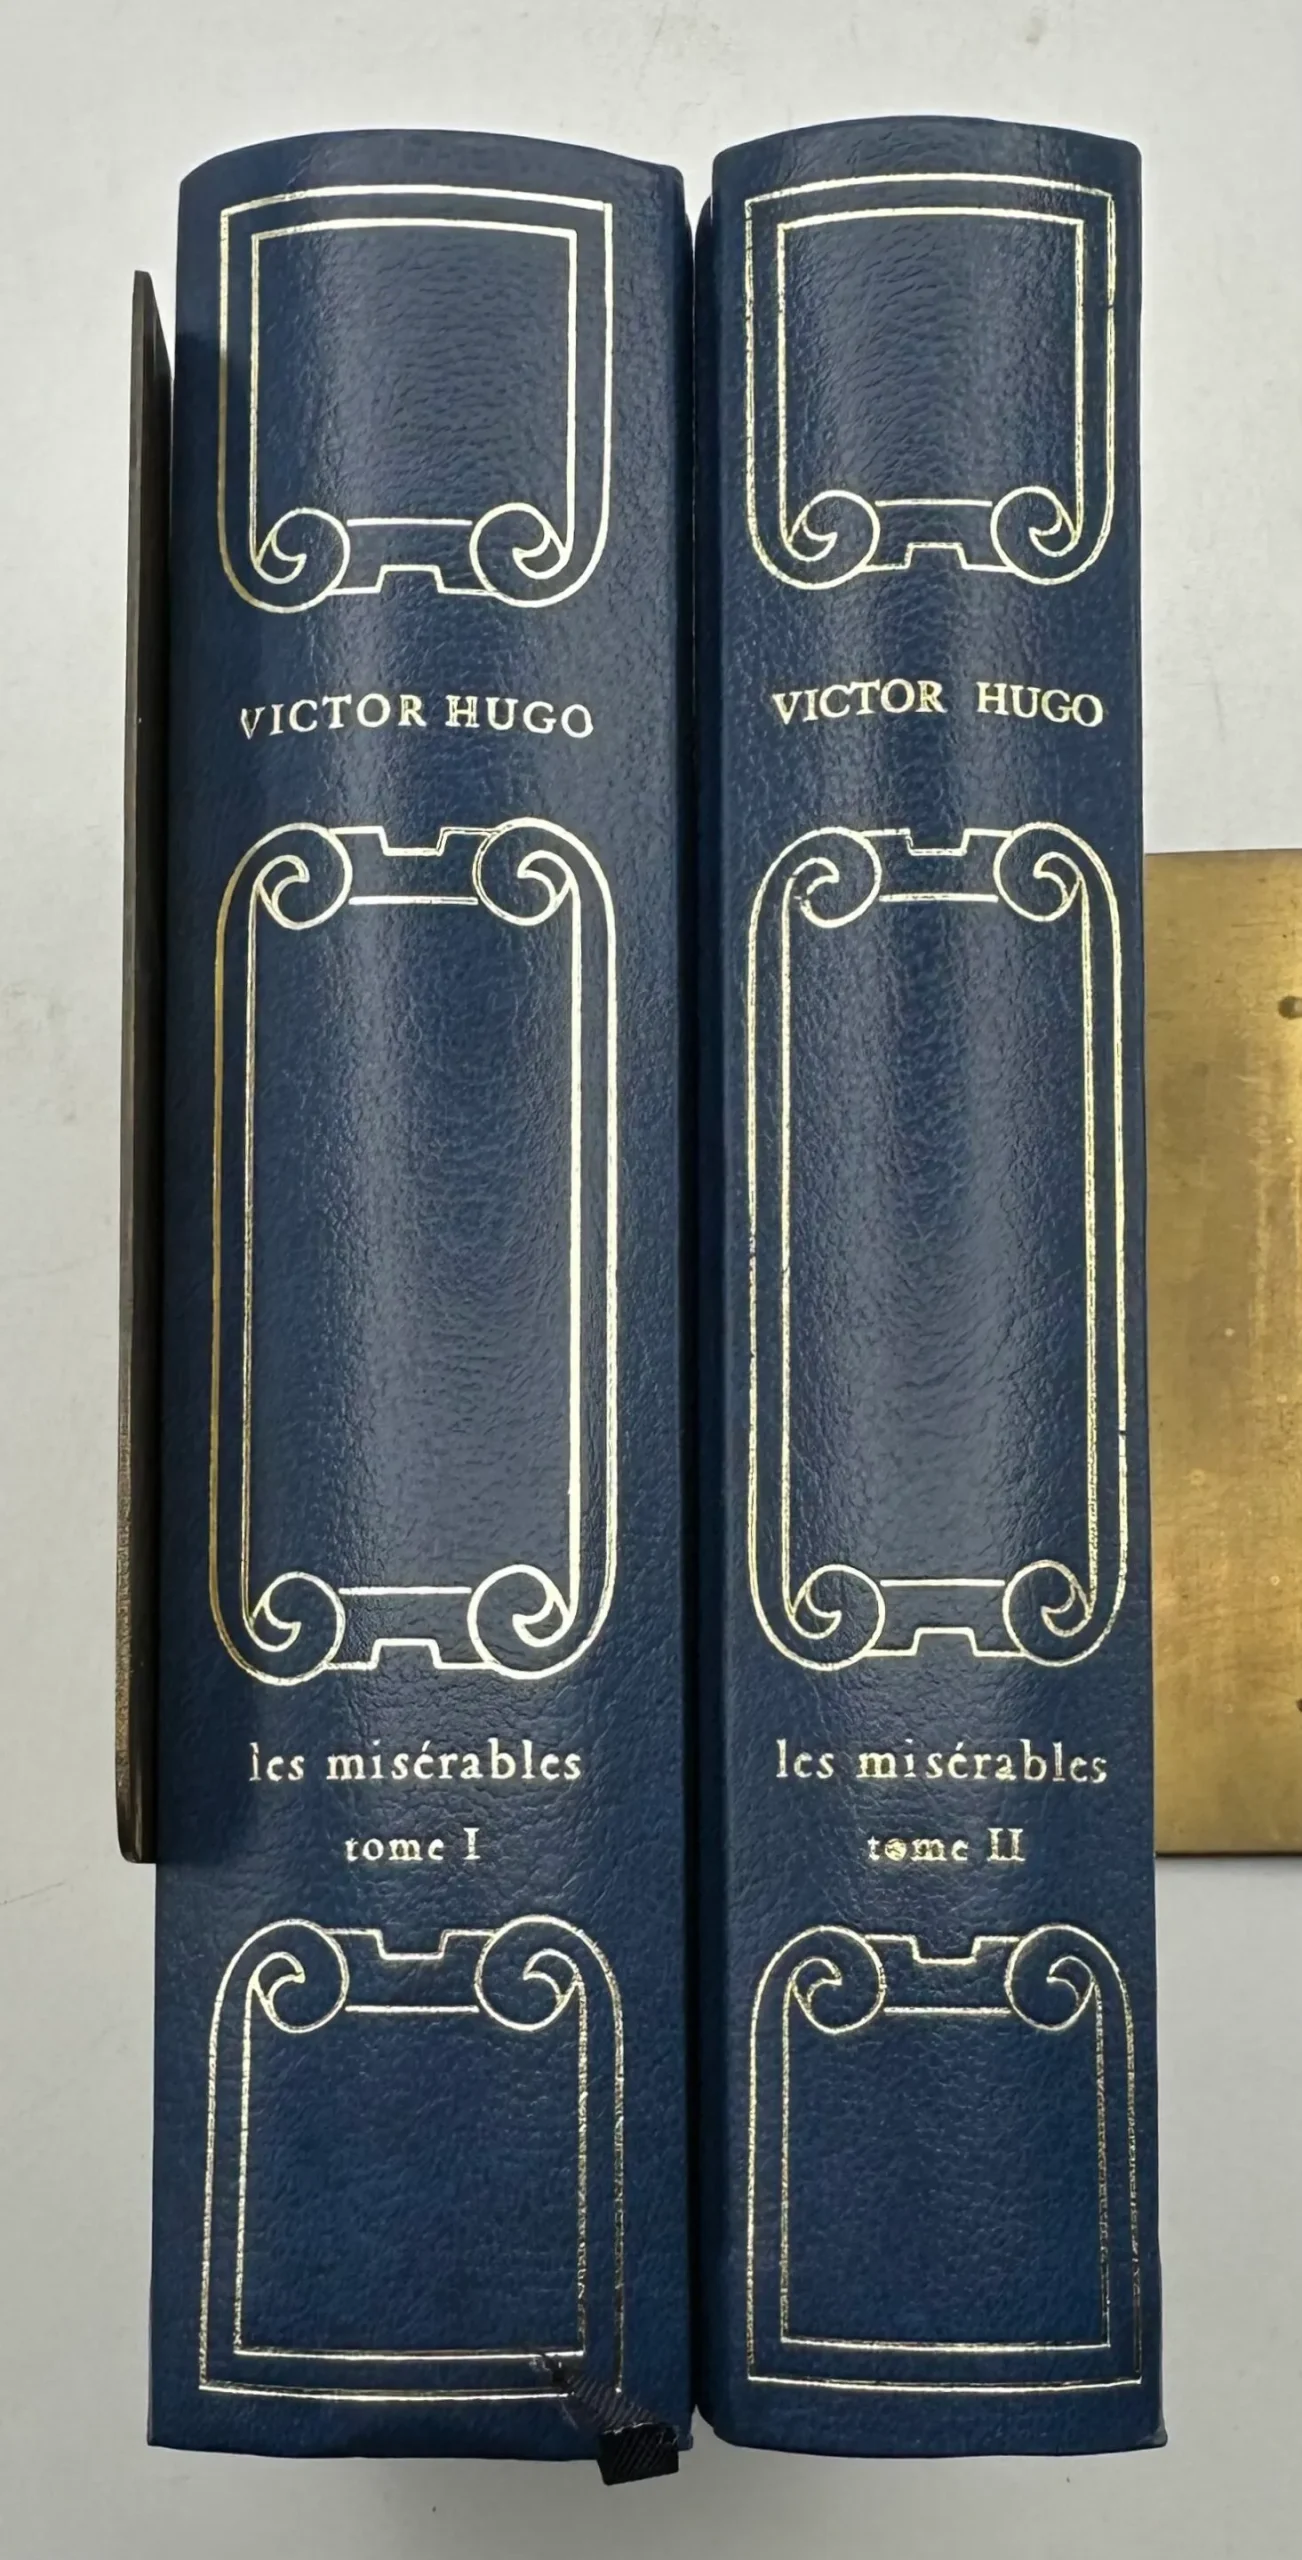 VICTOR HUGO
les misérables
tome I
VICTOR HUGO
les misérables
tome II